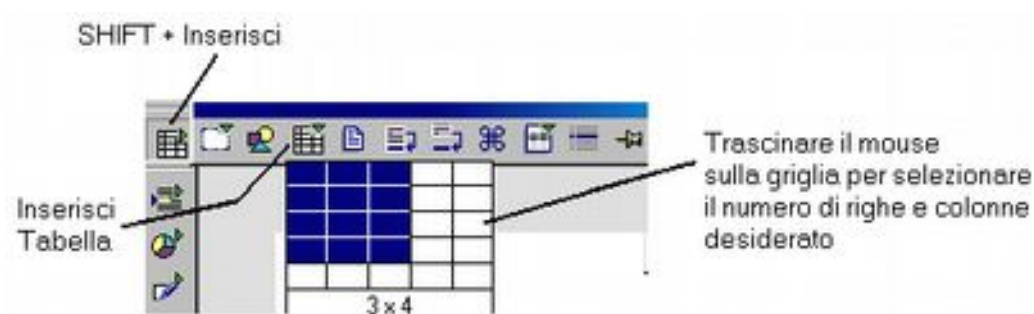 SHIFT + Inserisci
Trascinare il mouse
sulla griglia per selezionare
il numero di righe e colonne
desiderato
Inserisci
Tabella
3 x 4